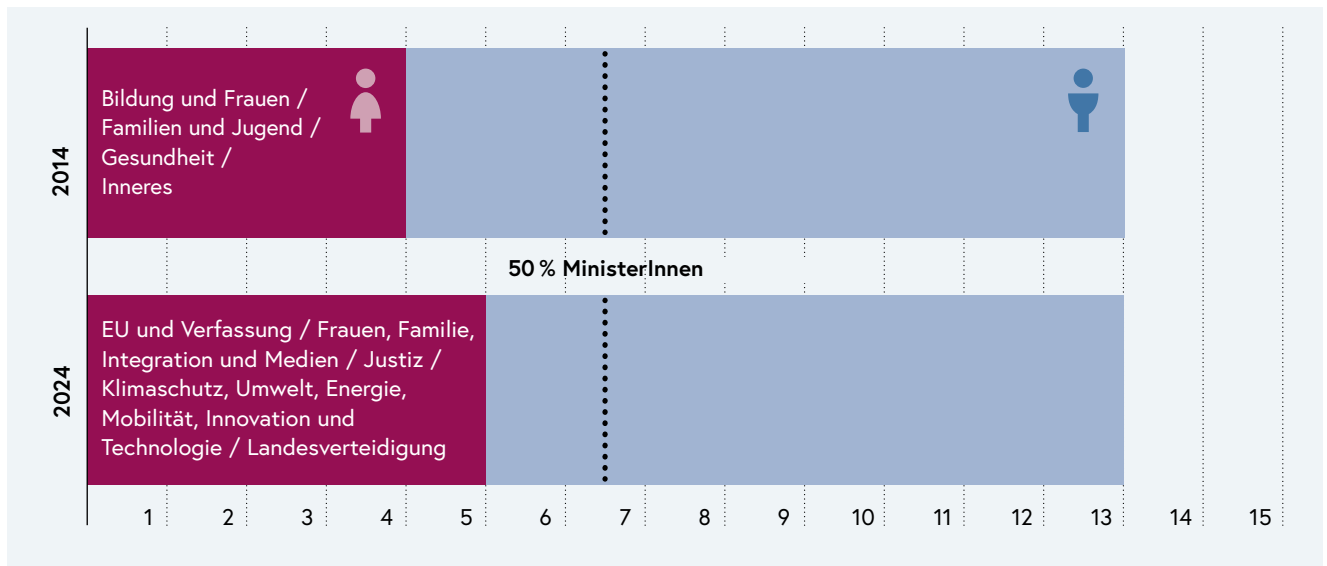 2014
Bildung und Frauen /
Familien und Jugend /
Gesundheit /
Inneres
50 % MinisterInnen
2024
EU und Verfassung / Frauen, Familie,
Integration und Medien / Justiz /
Klimaschutz, Umwelt, Energie,
Mobilität, Innovation und
Technologie / Landesverteidigung
1 2 3 4 5 6 7 8 9 10 11 12 13 14 15